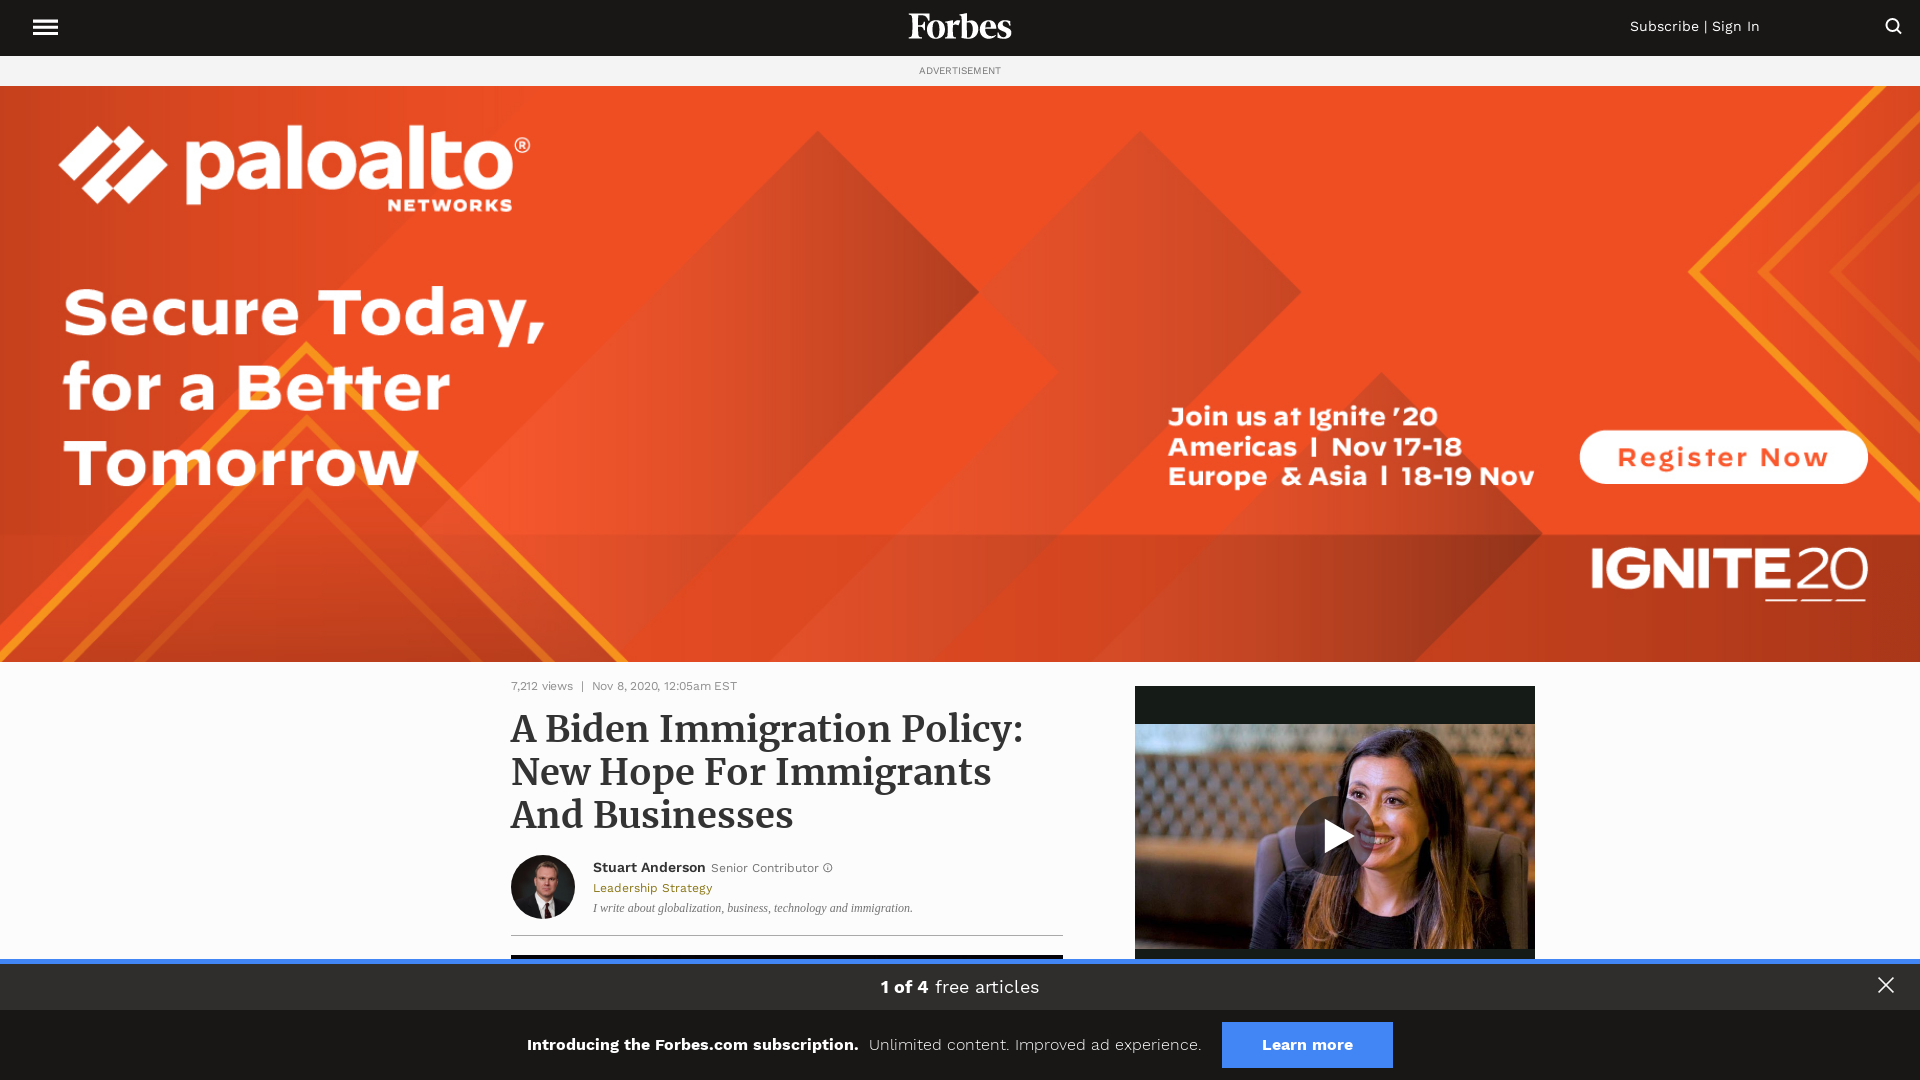 Forbes
Subscribe | Sign In
ADVERTISEMENT
paloalto®
NETWORKS
Secure Today,
for a Better
Tomorrow
Join us at Ignite '20
Americas | Nov 17-18
Europe & Asia | 18-19 Nov
Register Now
IGNITE20
7,212 views | Nov 8, 2020, 12:05am EST
A Biden Immigration Policy:
New Hope For Immigrants
And Businesses
Stuart Anderson Senior Contributor
Leadership Strategy
I write about globalization, business, technology and immigration.
1 of 4 free articles
Introducing the Forbes.com subscription. Unlimited content. Improved ad experience.
Learn more